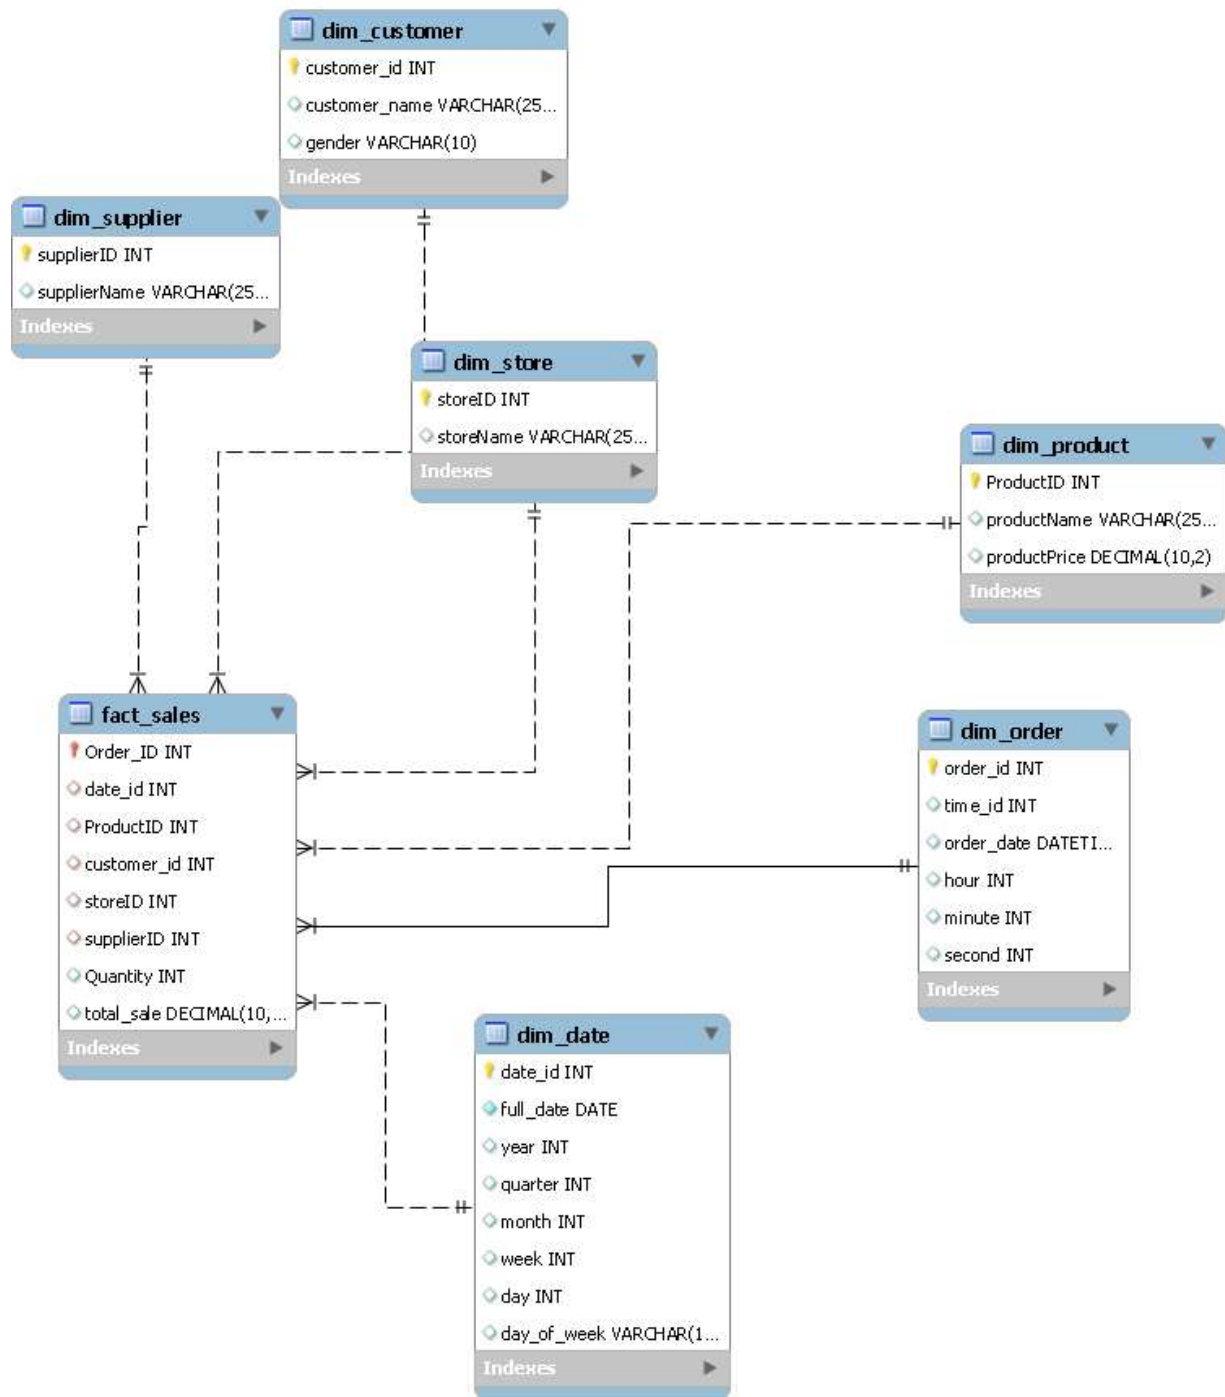 dim_customer
customer_id INT
customer_name VARCHAR(25...
gender VARCHAR(10)
Indexes
dim_supplier
supplierID INT
supplierName VARCHAR(25...
Indexes
dim_store
storeID INT
storeName VARCHAR(25...
Indexes
dim_product
ProductID INT
productName VARCHAR(25...
productPrice DECIMAL(10,2)
Indexes
fact_sales
Order_ID INT
date_id INT
ProductID INT
customer_id INT
storeID INT
supplierID INT
Quantity INT
total_sale DECIMAL(10,...
Indexes
dim_order
order_id INT
time_id INT
order_date DATETI...
hour INT
minute INT
second INT
Indexes
dim_date
date_id INT
full_date DATE
year INT
quarter INT
month INT
week INT
day INT
day_of_week VARCHAR(1...
Indexes